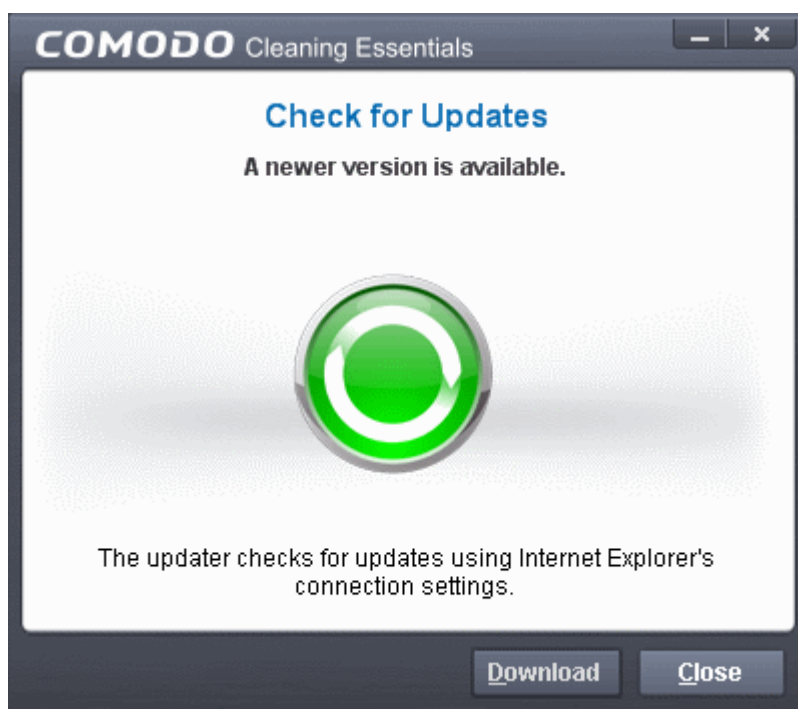 COMODO Cleaning Essentials
Check for Updates
A newer version is available.
The updater checks for updates using Internet Explorer's
connection settings.
Download Close